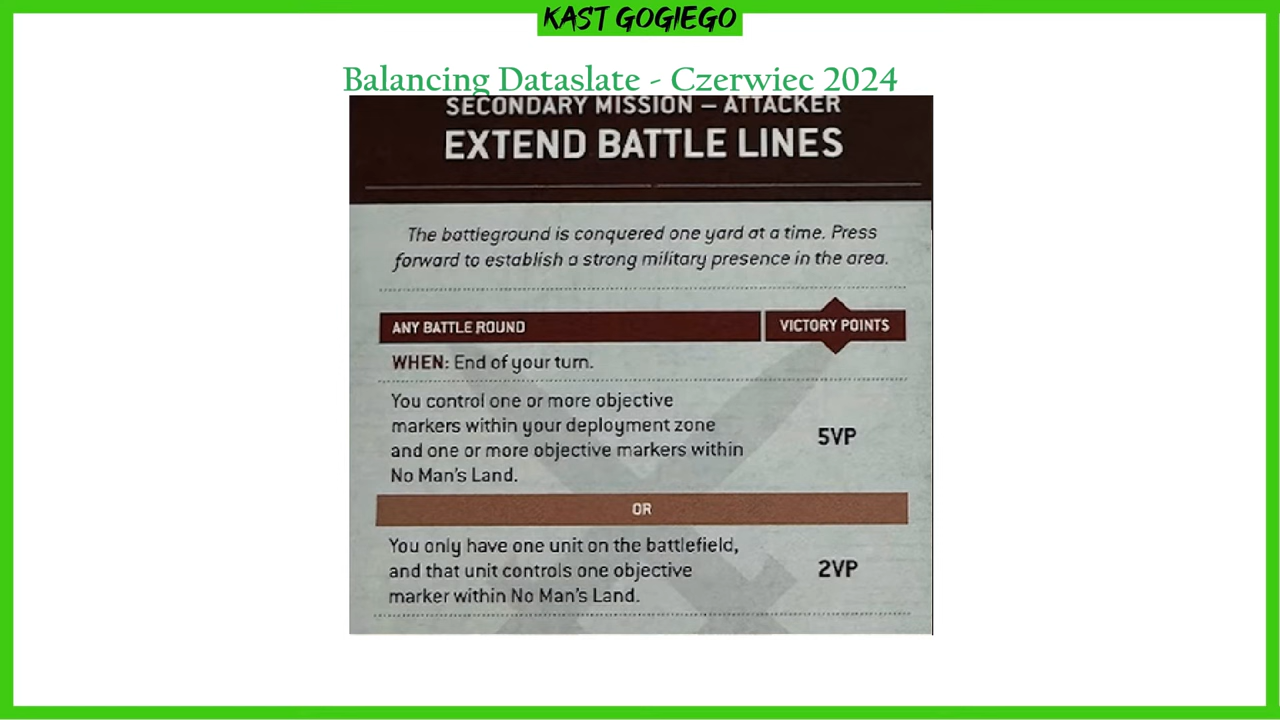 KAST GOGIEGO
Balancing Dataslate - Czerwiec 2024
SECONDARY MISSION – ATTACKER
EXTEND BATTLE LINES
The battleground is conquered one yard at a time. Press
forward to establish a strong military presence in the area.
ANY BATTLE ROUND
VICTORY POINTS
WHEN: End of your turn.
You control one or more objective
markers within your deployment zone
and one or more objective markers within
No Man's Land.
5VP
OR
You only have one unit on the battlefield,
and that unit controls one objective
marker within No Man's Land.
2VP